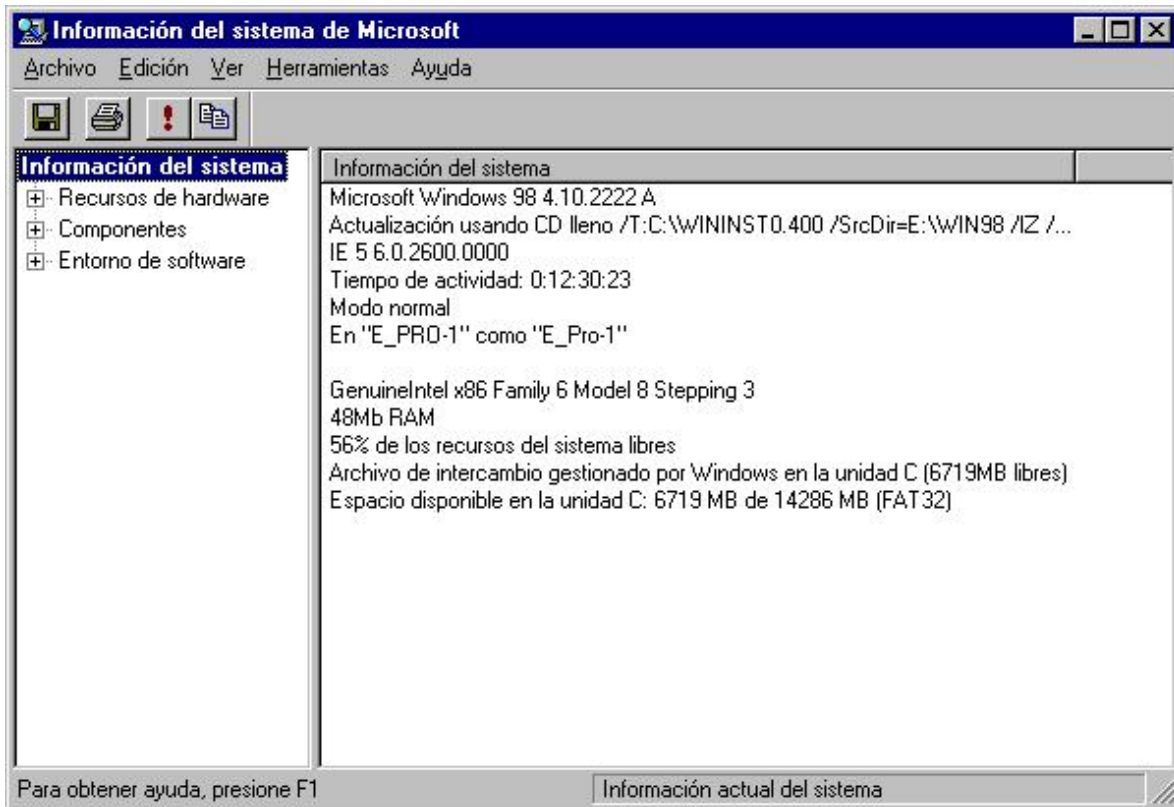 Información del sistema de Microsoft
Archivo Edición Ver Herramientas Ayuda
Información del sistema
Recursos de hardware
Componentes
Entorno de software
Información del sistema
Microsoft Windows 98 4.10.2222 A
Actualización usando CD lleno /T:C:\WININST0.400 /SrcDir=E:\WIN98 /IZ /...
IE 5 6.0.2600.0000
Tiempo de actividad: 0:12:30:23
Modo normal
En "E_PRO-1" como "E_Pro-1"
GenuineIntel x86 Family 6 Model 8 Stepping 3
48Mb RAM
56% de los recursos del sistema libres
Archivo de intercambio gestionado por Windows en la unidad C (6719MB libres)
Espacio disponible en la unidad C: 6719 MB de 14286 MB (FAT32)
Para obtener ayuda, presione F1
Información actual del sistema